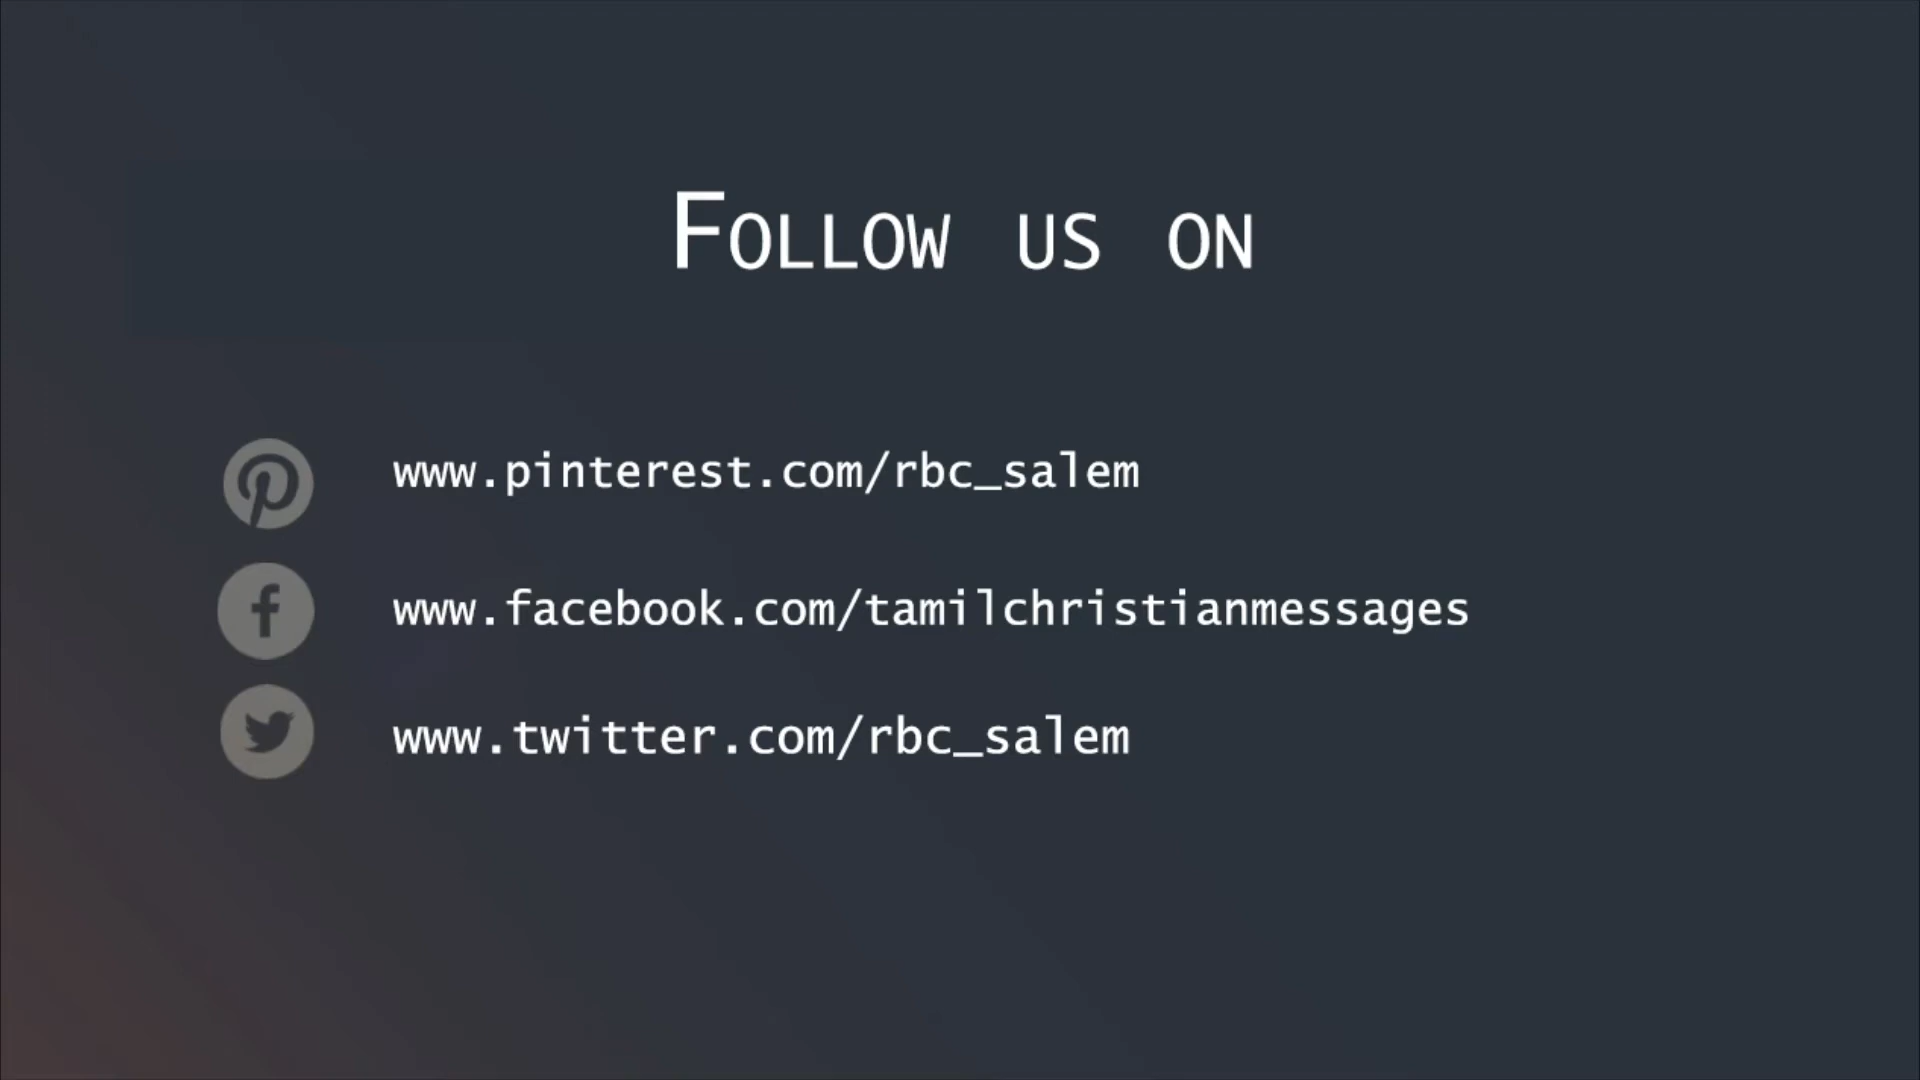 Follow us on
www.pinterest.com/rbc_salem
www.facebook.com/tamilchristianmessages
www.twitter.com/rbc_salem